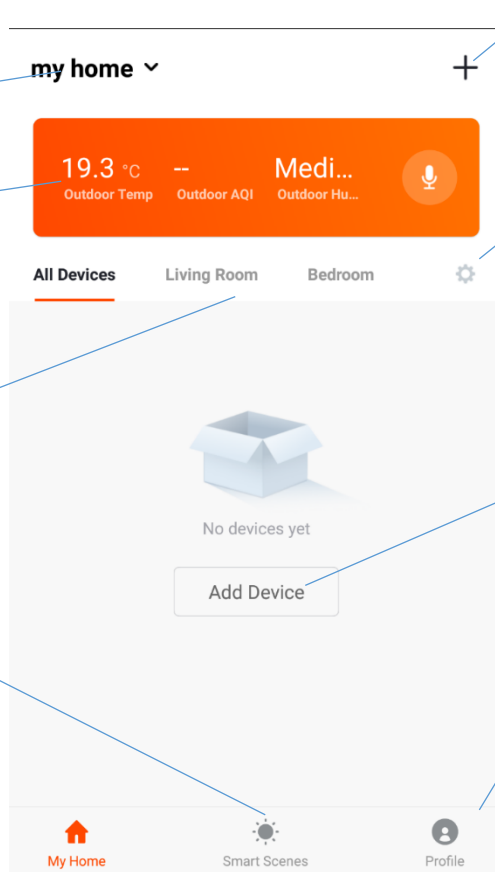 my home
19.3 °C -- Medi...
Outdoor Temp Outdoor AQI Outdoor Hu...
All Devices Living Room Bedroom
No devices yet
Add Device
My Home Smart Scenes Profile